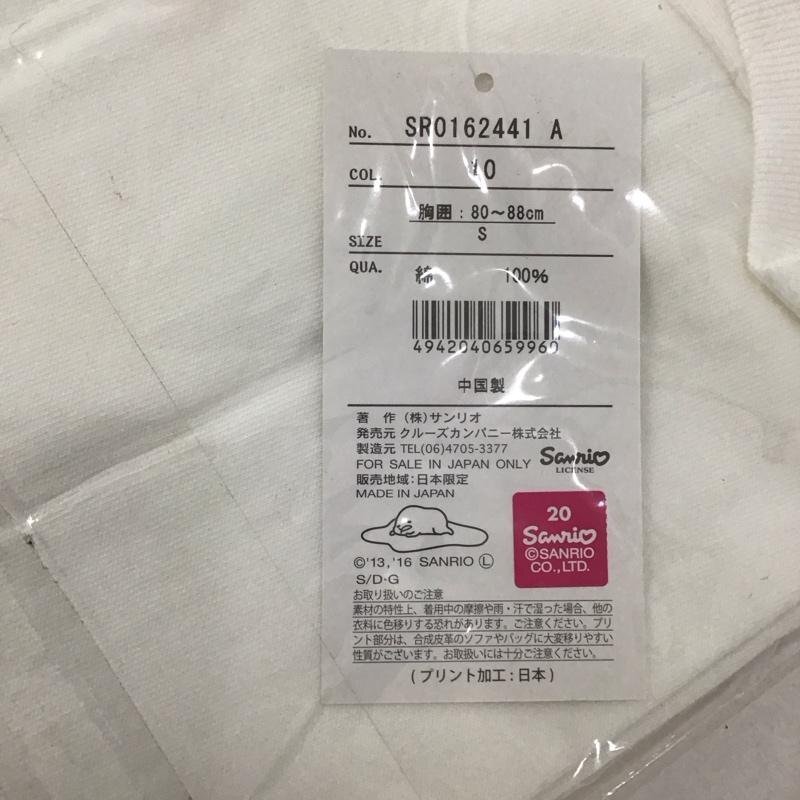 No. SR0162441 A
COL. 10
胸囲：80～88cm
SIZE S
QUA. 綿 100%
4942040659960
中国製
著 作 (株)サンリオ
発売元 クルーズカンパニー株式会社
製造元 TEL(06)4705-3377
FOR SALE IN JAPAN ONLY
販売地域：日本限定
MADE IN JAPAN
Sanrio
LICENSE
20
Sanrio
©SANRIO
CO.,LTD.
©'13,'16 SANRIO Ⓛ
S/D・G
お取り扱いのご注意
素材の特性上、着用中の摩擦や雨・汗で湿った場合、他の
衣料に色移りする恐れがあります。ご注意ください。プリ
ント部分は、合成皮革のソファやバッグに大変移りやすい
性質がございます。お取扱いには十分ご注意ください。
(プリント加工：日本)